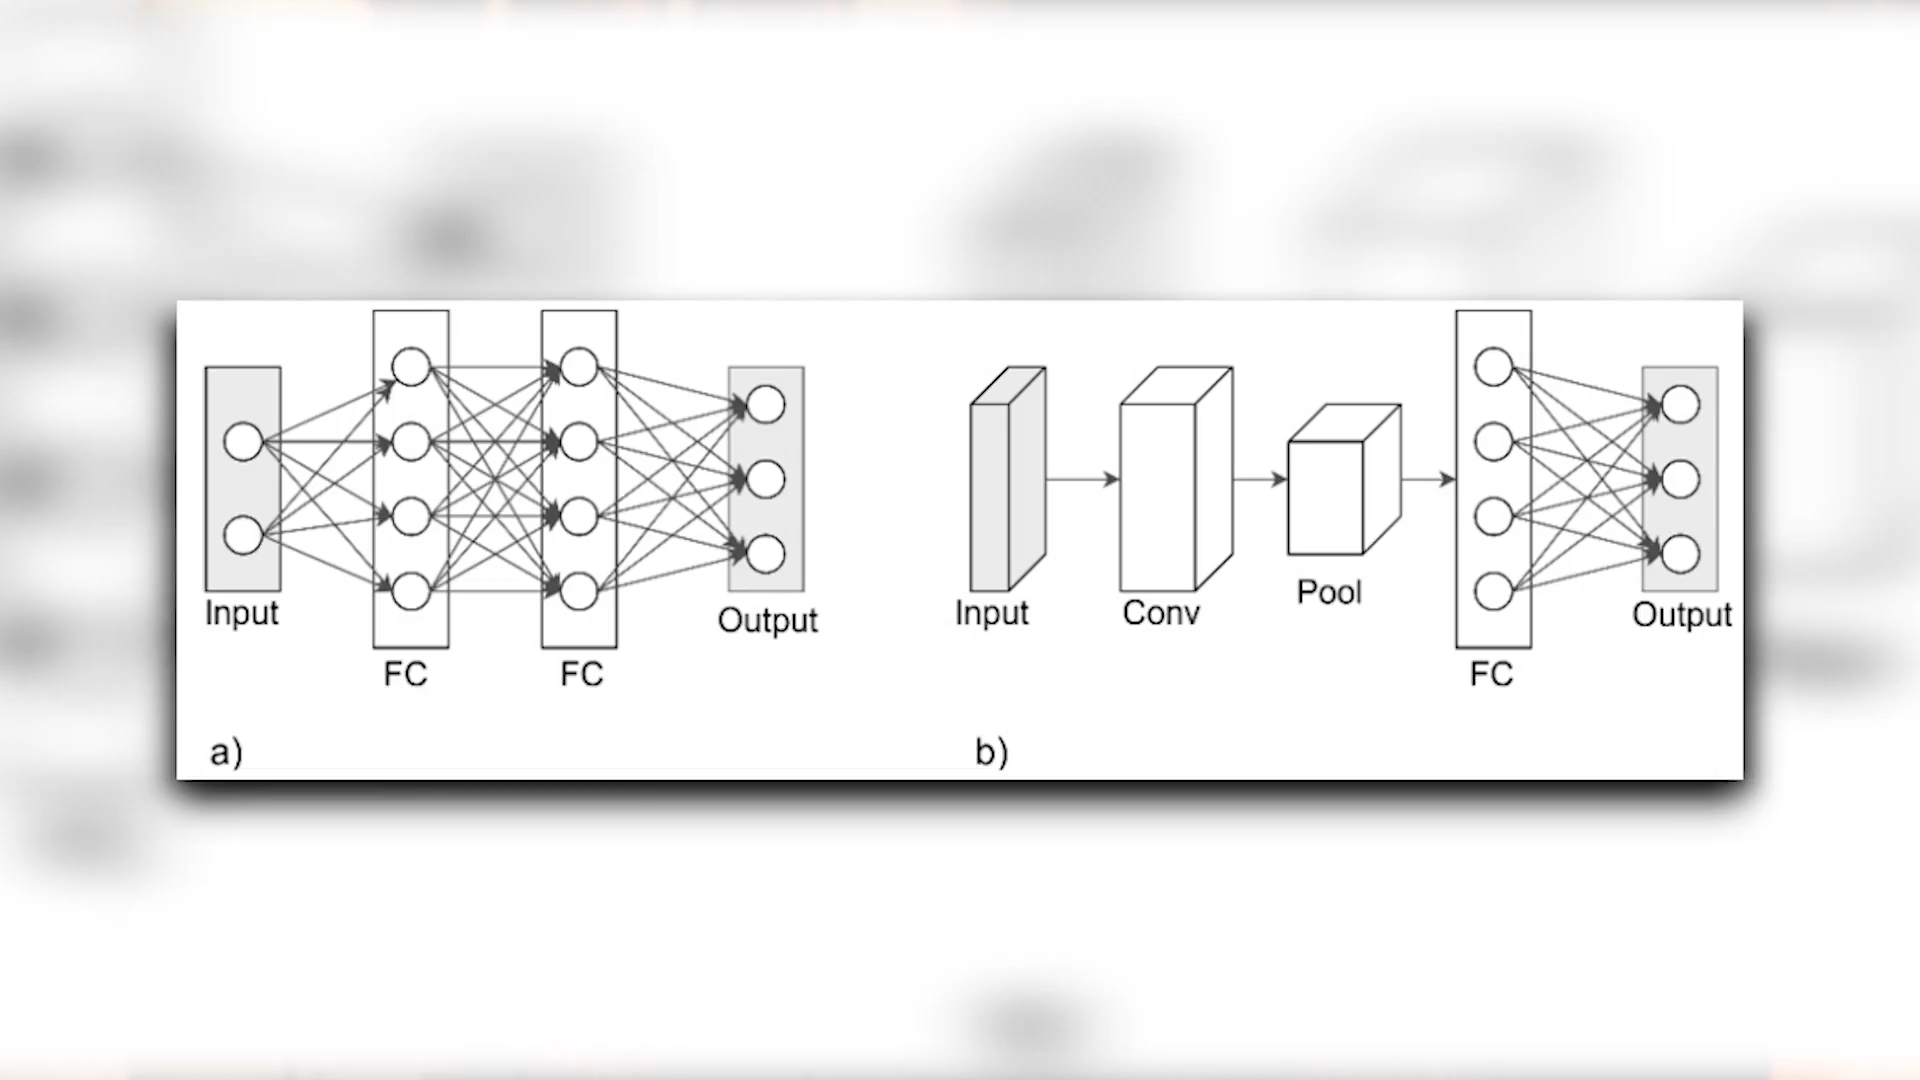 Input
FC
FC
Output
a)
Input
Conv
Pool
FC
Output
b)